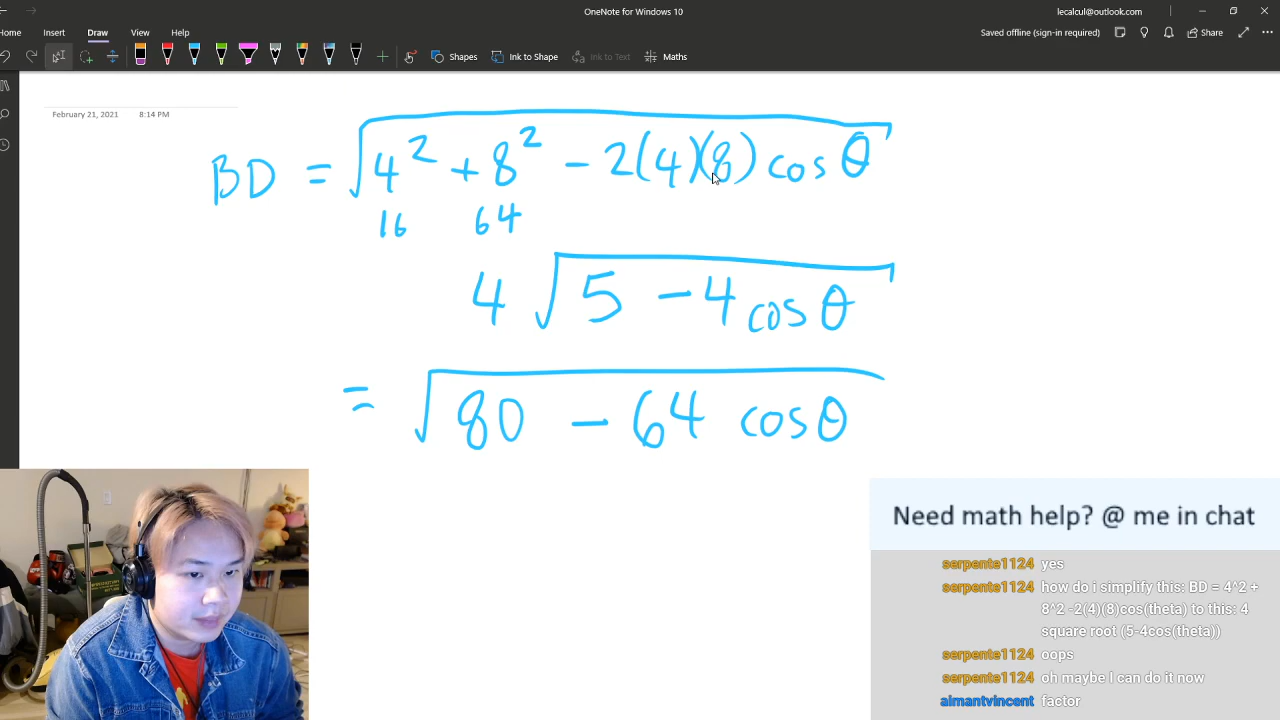 OneNote for Windows 10
lecalcul@outlook.com
Home Insert Draw View Help
Saved offline (sign-in required)
Share
Shapes Ink to Shape Ink to Text Maths
February 21, 2021 8:14 PM
BD = √4² + 8² - 2(4)(8) cos θ
16 64
4 √5 - 4 cos θ
= √80 - 64 cos θ
Need math help? @ me in chat
serpente1124 yes
serpente1124 how do i simplify this: BD = 4^2 +
8^2 -2(4)(8)cos(theta) to this: 4
square root (5-4cos(theta))
serpente1124 oops
serpente1124 oh maybe I can do it now
aimantvincent factor